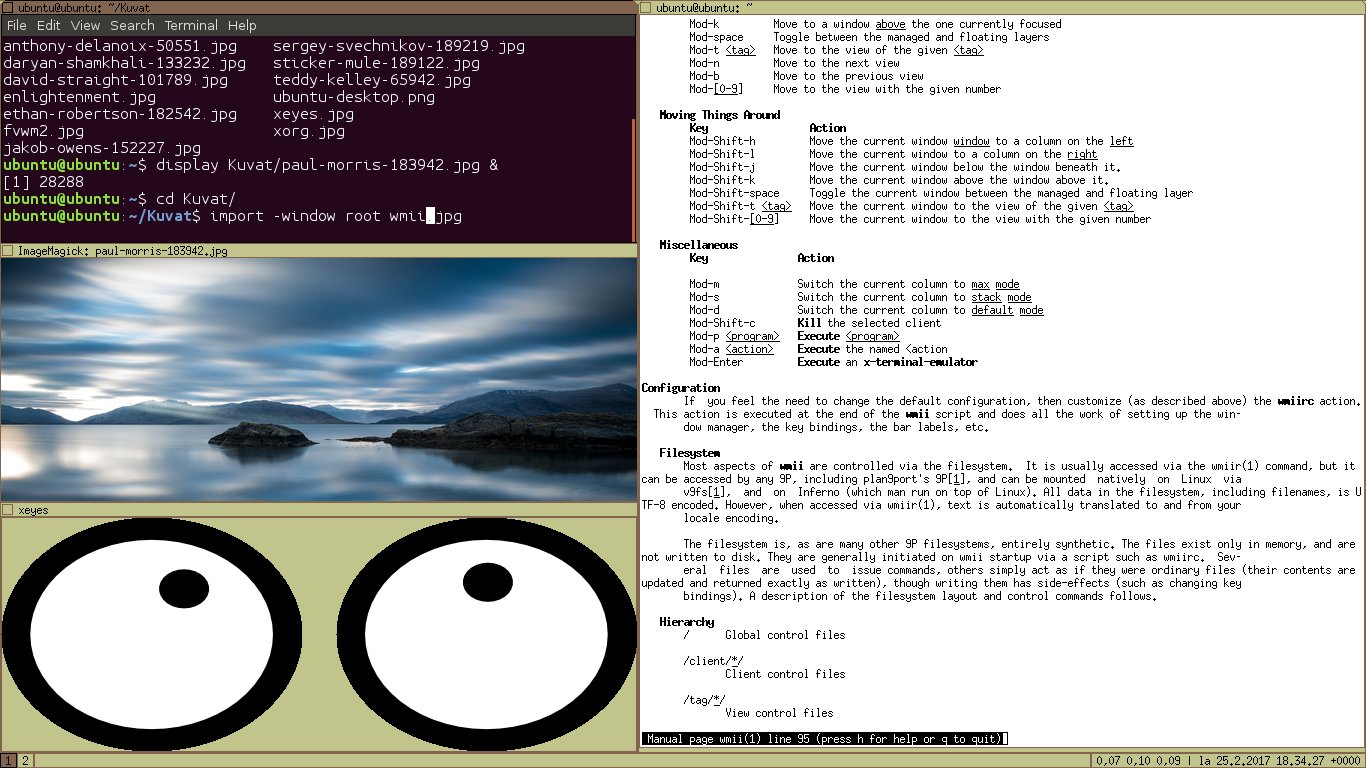 ubuntu@ubuntu: ~/Kuvat
File Edit View Search Terminal Help
anthony-delanoix-50551.jpg sergey-svechnikov-189219.jpg
daryan-shamkhali-133232.jpg sticker-mule-189122.jpg
david-straight-101789.jpg teddy-kelley-65942.jpg
enlightenment.jpg ubuntu-desktop.png
ethan-robertson-182542.jpg xeyes.jpg
fvwm2.jpg xorg.jpg
jakob-owens-152227.jpg
ubuntu@ubuntu:~$ display Kuvat/paul-morris-183942.jpg &
[1] 28288
ubuntu@ubuntu:~$ cd Kuvat/
ubuntu@ubuntu:~/Kuvat$ import -window root wmii.jpg
ImageMagick: paul-morris-183942.jpg
xeyes
ubuntu@ubuntu: ~
Mod-k Move to a window above the one currently focused
Mod-space Toggle between the managed and floating layers
Mod-t <tag> Move to the view of the given <tag>
Mod-n Move to the next view
Mod-b Move to the previous view
Mod-[0-9] Move to the view with the given number
Moving Things Around
Key Action
Mod-Shift-h Move the current window window to a column on the left
Mod-Shift-l Move the current window to a column on the right
Mod-Shift-j Move the current window below the window beneath it.
Mod-Shift-k Move the current window above the window above it.
Mod-Shift-space Toggle the current window between the managed and floating layer
Mod-Shift-t <tag> Move the current window to the view of the given <tag>
Mod-Shift-[0-9] Move the current window to the view with the given number
Miscellaneous
Key Action
Mod-m Switch the current column to max mode
Mod-s Switch the current column to stack mode
Mod-d Switch the current column to default mode
Mod-Shift-c Kill the selected client
Mod-p <program> Execute <program>
Mod-a <action> Execute the named <action
Mod-Enter Execute an x-terminal-emulator
Configuration
If you feel the need to change the default configuration, then customize (as described above) the wmiirc action.
This action is executed at the end of the wmii script and does all the work of setting up the win-
dow manager, the key bindings, the bar labels, etc.
Filesystem
Most aspects of wmii are controlled via the filesystem. It is usually accessed via the wmiir(1) command, but it
can be accessed by any 9P, including plan9port's 9P[1], and can be mounted natively on Linux via
v9fs[1], and on Inferno (which man run on top of Linux). All data in the filesystem, including filenames, is U
TF-8 encoded. However, when accessed via wmiir(1), text is automatically translated to and from your
locale encoding.
The filesystem is, as are many other 9P filesystems, entirely synthetic. The files exist only in memory, and are
not written to disk. They are generally initiated on wmii startup via a script such as wmiirc. Sev-
eral files are used to issue commands, others simply act as if they were ordinary files (their contents are
updated and returned exactly as written), though writing them has side-effects (such as changing key
bindings). A description of the filesystem layout and control commands follows.
Hierarchy
/ Global control files
/client/*/
Client control files
/tag/*/
View control files
Manual page wmii(1) line 95 (press h for help or q to quit)
1 2
0,07 0,10 0,09 | la 25.2.2017 18.34.27 +0000